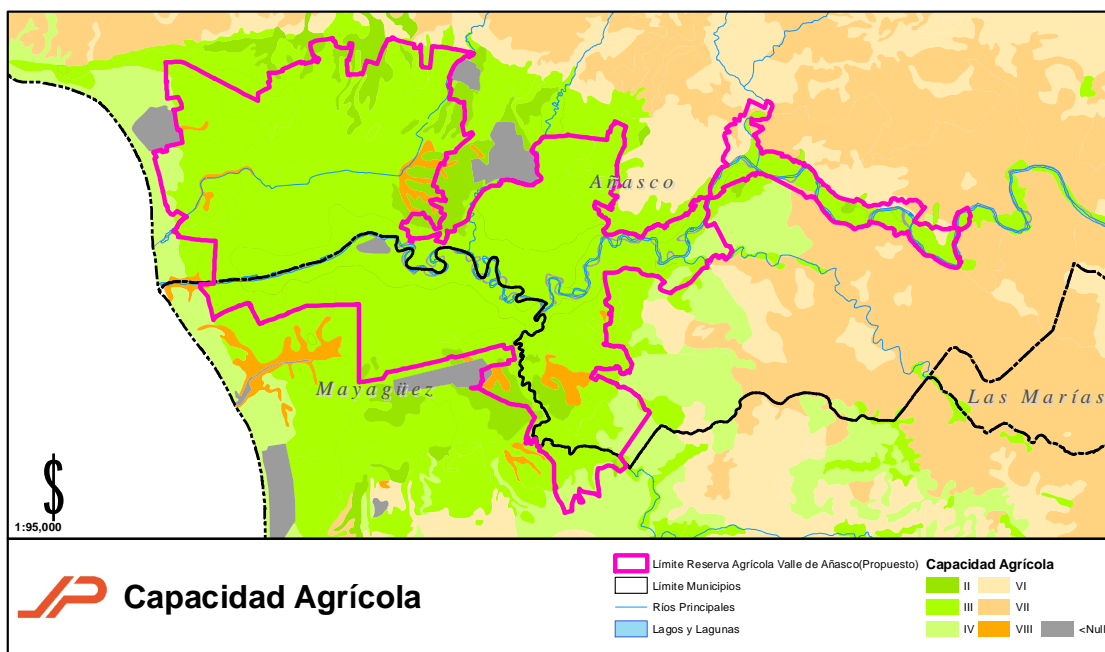 Añasco
Mayagüez
Las Marías
$
1:95,000
JP
Capacidad Agrícola
Límite Reserva Agrícola Valle de Añasco(Propuesto)
Límite Municipios
Ríos Principales
Lagos y Lagunas
Capacidad Agrícola
II VI
III VII
IV VIII <Null